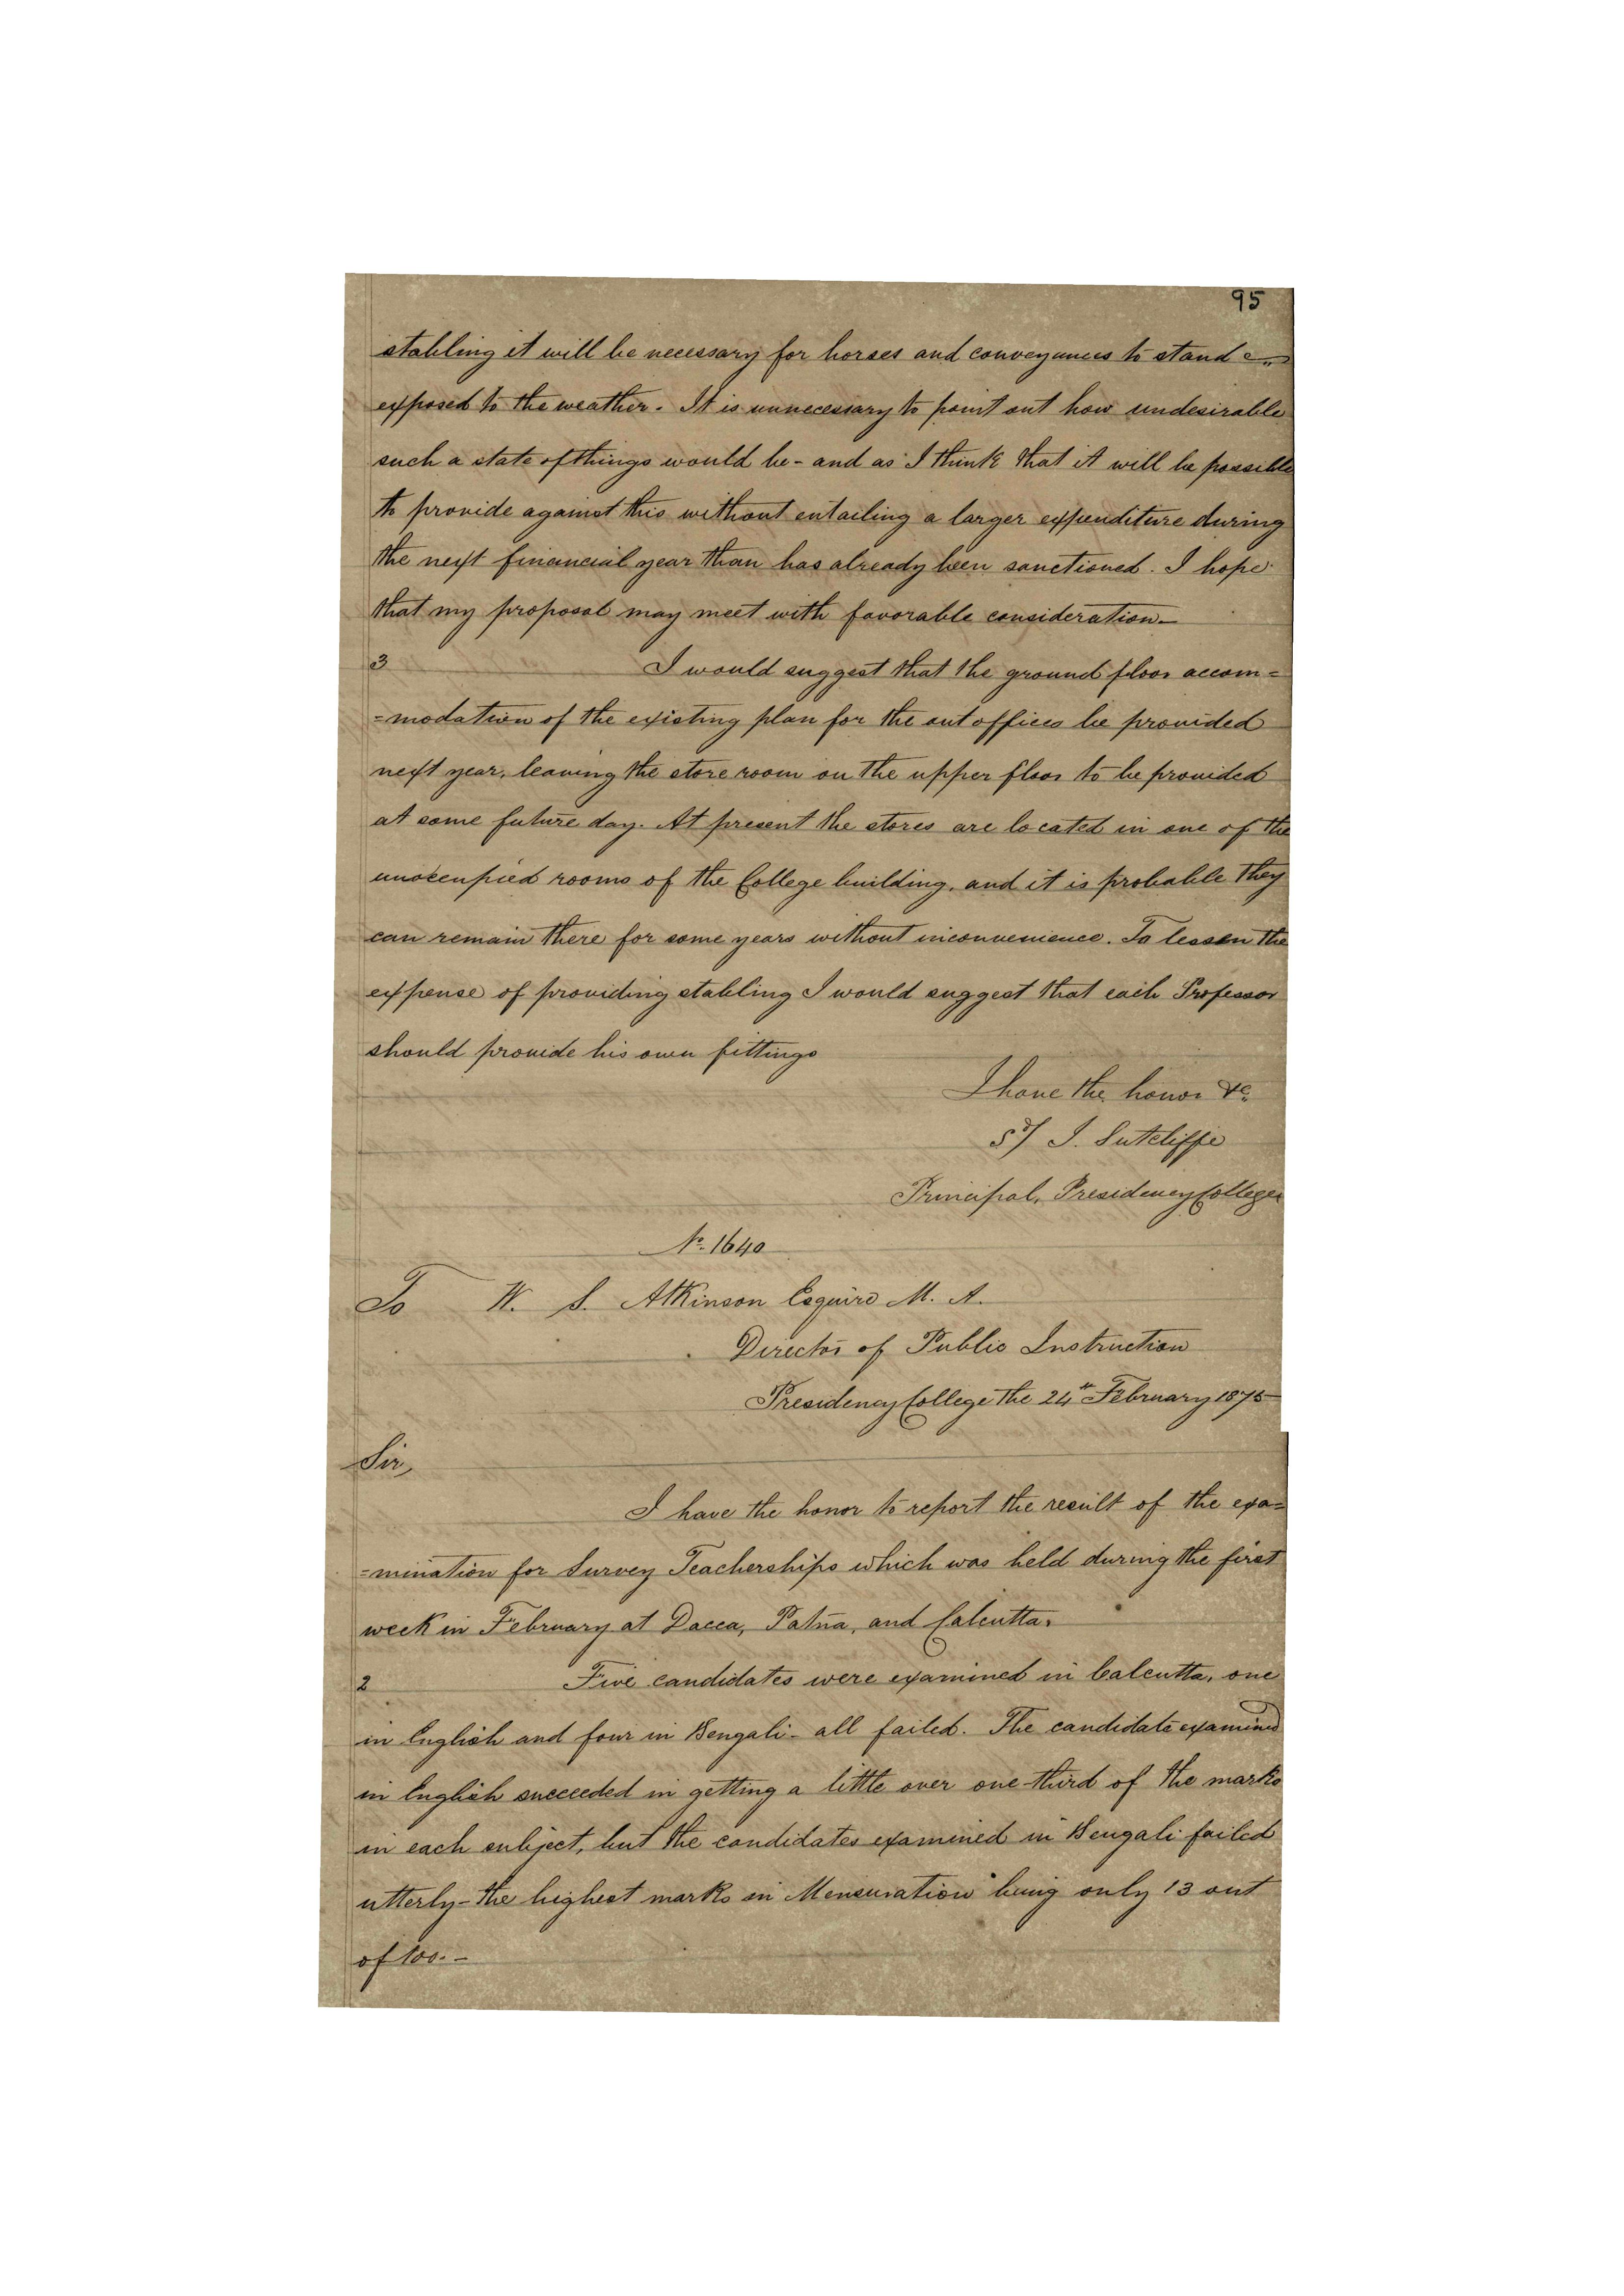 95
stabling it will be necessary for horses and conveyances to stand
exposed to the weather. It is unnecessary to point out how undesirable
such a state of things would be - and as I think that it will be possible
to provide against this without entailing a larger expenditure during
the next financial year than has already been sanctioned. I hope
that my proposal may meet with favorable consideration -
3 I would suggest that the ground floor accom=
=modation of the existing plan for the out offices be provided
next year, leaving the store room on the upper floor to be provided
at some future day. At present the stores are located in one of the
unoccupied rooms of the College building, and it is probable they
can remain there for some years without inconvenience. To lessen the
expense of providing stabling I would suggest that each Professor
should provide his own fittings
I have the honor &c.
Sd/ J. Sutcliffe
Principal, Presidency College
No. 1640
To W. S. Atkinson Esquire M. A.
Director of Public Instruction
Presidency College The 24th February 1875
Sir,
I have the honor to report the result of the exa=
=mination for Survey Teacherships which was held during the first
week in February at Dacca, Patna, and Calcutta.
2 Five candidates were examined in Calcutta, one
in English and four in Bengali - all failed. The candidate examined
in English succeeded in getting a little over one-third of the marks
in each subject, but the candidates examined in Bengali failed
utterly - the highest marks in Mensuration being only 13 out
of 100. -